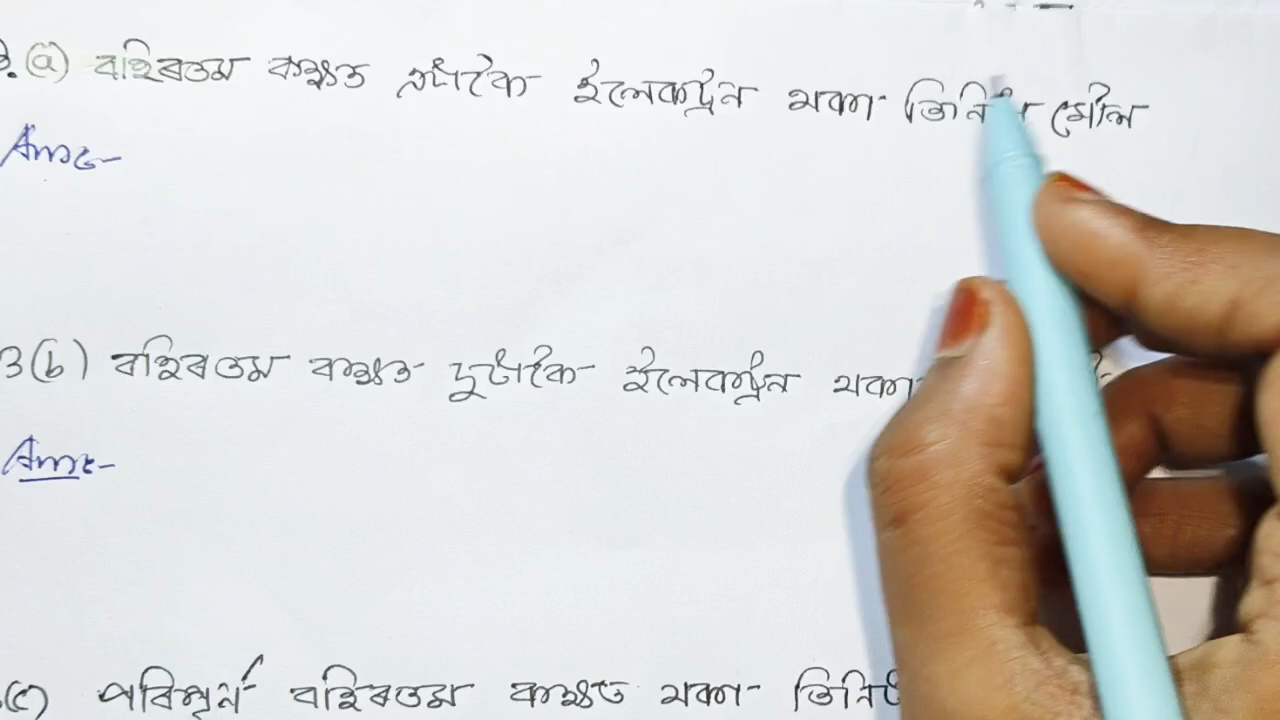 3.(a) বহিৰতম কক্ষত এটাকৈ ইলেকট্ৰন থকা তিনিটা মৌল
Ans:-
3(b) বহিৰতম কক্ষত দুটাকৈ ইলেকট্ৰন থকা
Ans:-
(c) পৰিপূৰ্ণ বহিৰতম কক্ষত থকা তিনিটা